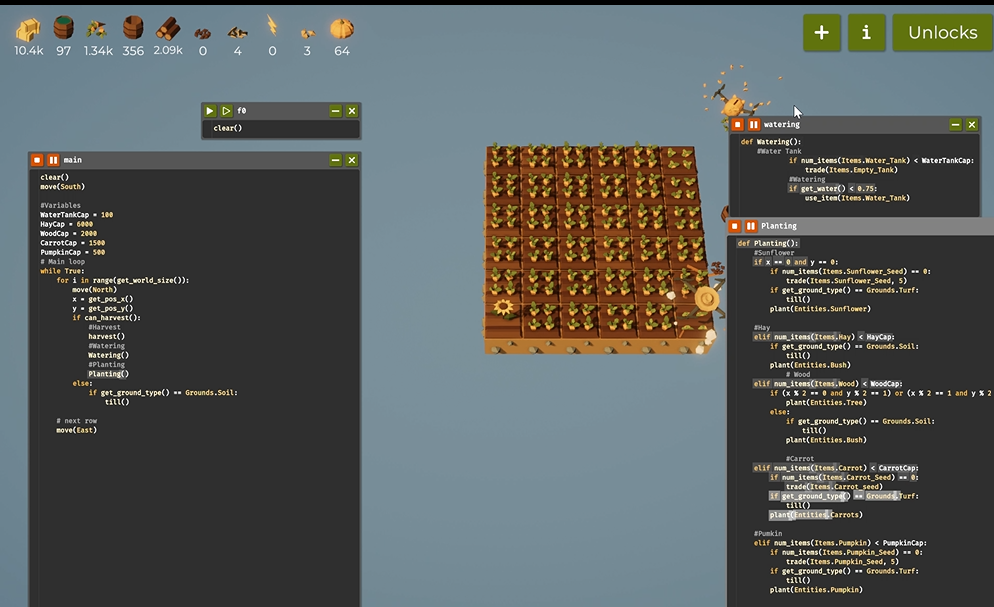 10.4k 97 1.34k 356 2.09k 0 4 0 3 64
+ i Unlocks
f0
clear()
main
clear()
move(South)
#Variables
WaterTankCap = 100
HayCap = 6000
WoodCap = 2000
CarrotCap = 1500
PumpkinCap = 500
# Main loop
while True:
for i in range(get_world_size()):
move(North)
x = get_pos_x()
y = get_pos_y()
if can_harvest():
#Harvest
harvest()
#Watering
Watering()
#Planting
Planting()
else:
if get_ground_type() == Grounds.Soil:
till()
# next row
move(East)
watering
def Watering():
#Water Tank
if num_items(Items.Water_Tank) < WaterTankCap:
trade(Items.Empty_Tank)
#Watering
if get_water() < 0.75:
use_item(Items.Water_Tank)
Planting
def Planting():
#Sunflower
if x == 0 and y == 0:
if num_items(Items.Sunflower_Seed) == 0:
trade(Items.Sunflower_Seed, 5)
if get_ground_type() == Grounds.Turf:
till()
plant(Entities.Sunflower)
#Hay
elif num_items(Items.Hay) < HayCap:
if get_ground_type() == Grounds.Soil:
till()
plant(Entities.Bush)
# Wood
elif num_items(Items.Wood) < WoodCap:
if (x % 2 == 0 and y % 2 == 1) or (x % 2 == 1 and y % 2
plant(Entities.Tree)
else:
if get_ground_type() == Grounds.Soil:
till()
plant(Entities.Bush)
#Carrot
elif num_items(Items.Carrot) < CarrotCap:
if num_items(Items.Carrot_Seed) == 0:
trade(Items.Carrot_seed)
if get_ground_type() == Grounds.Turf:
till()
plant(Entities.Carrots)
#Pumkin
elif num_items(Items.Pumpkin) < PumpkinCap:
if num_items(Items.Pumpkin_Seed) == 0:
trade(Items.Pumpkin_Seed, 5)
if get_ground_type() == Grounds.Turf:
till()
plant(Entities.Pumpkin)